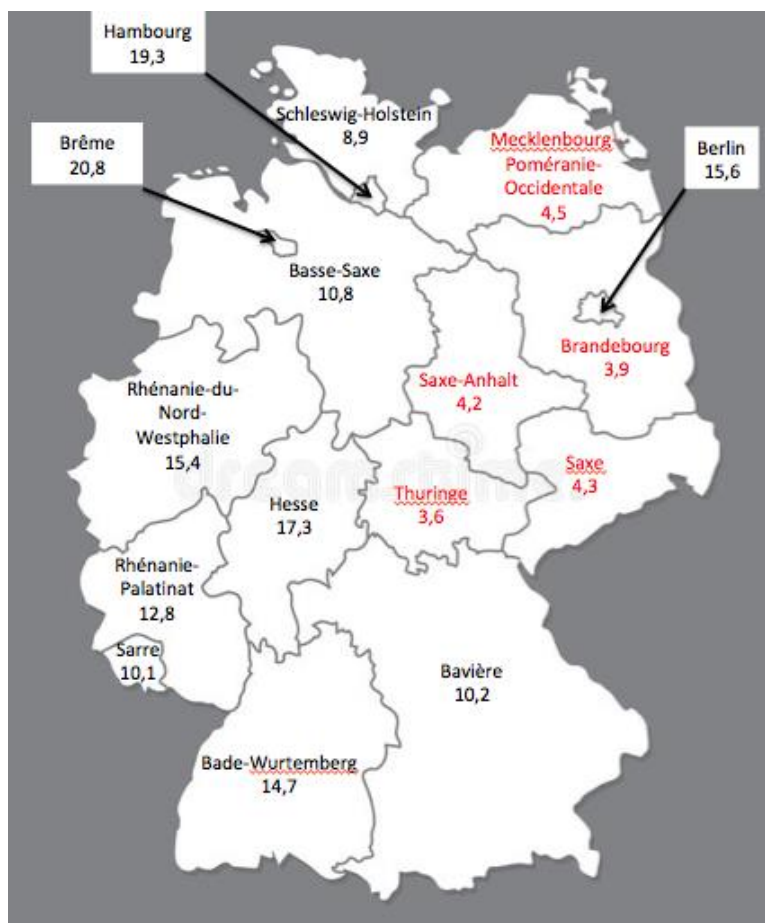 Hambourg
19,3
Schleswig-Holstein
8,9
Mecklenbourg
Poméranie-
Occidentale
4,5
Brême
20,8
Berlin
15,6
Basse-Saxe
10,8
Brandebourg
3,9
Saxe-Anhalt
4,2
Rhénanie-du-
Nord-
Westphalie
15,4
Saxe
4,3
Thuringe
3,6
Hesse
17,3
Rhénanie-
Palatinat
12,8
Sarre
10,1
Bavière
10,2
Bade-Wurtemberg
14,7